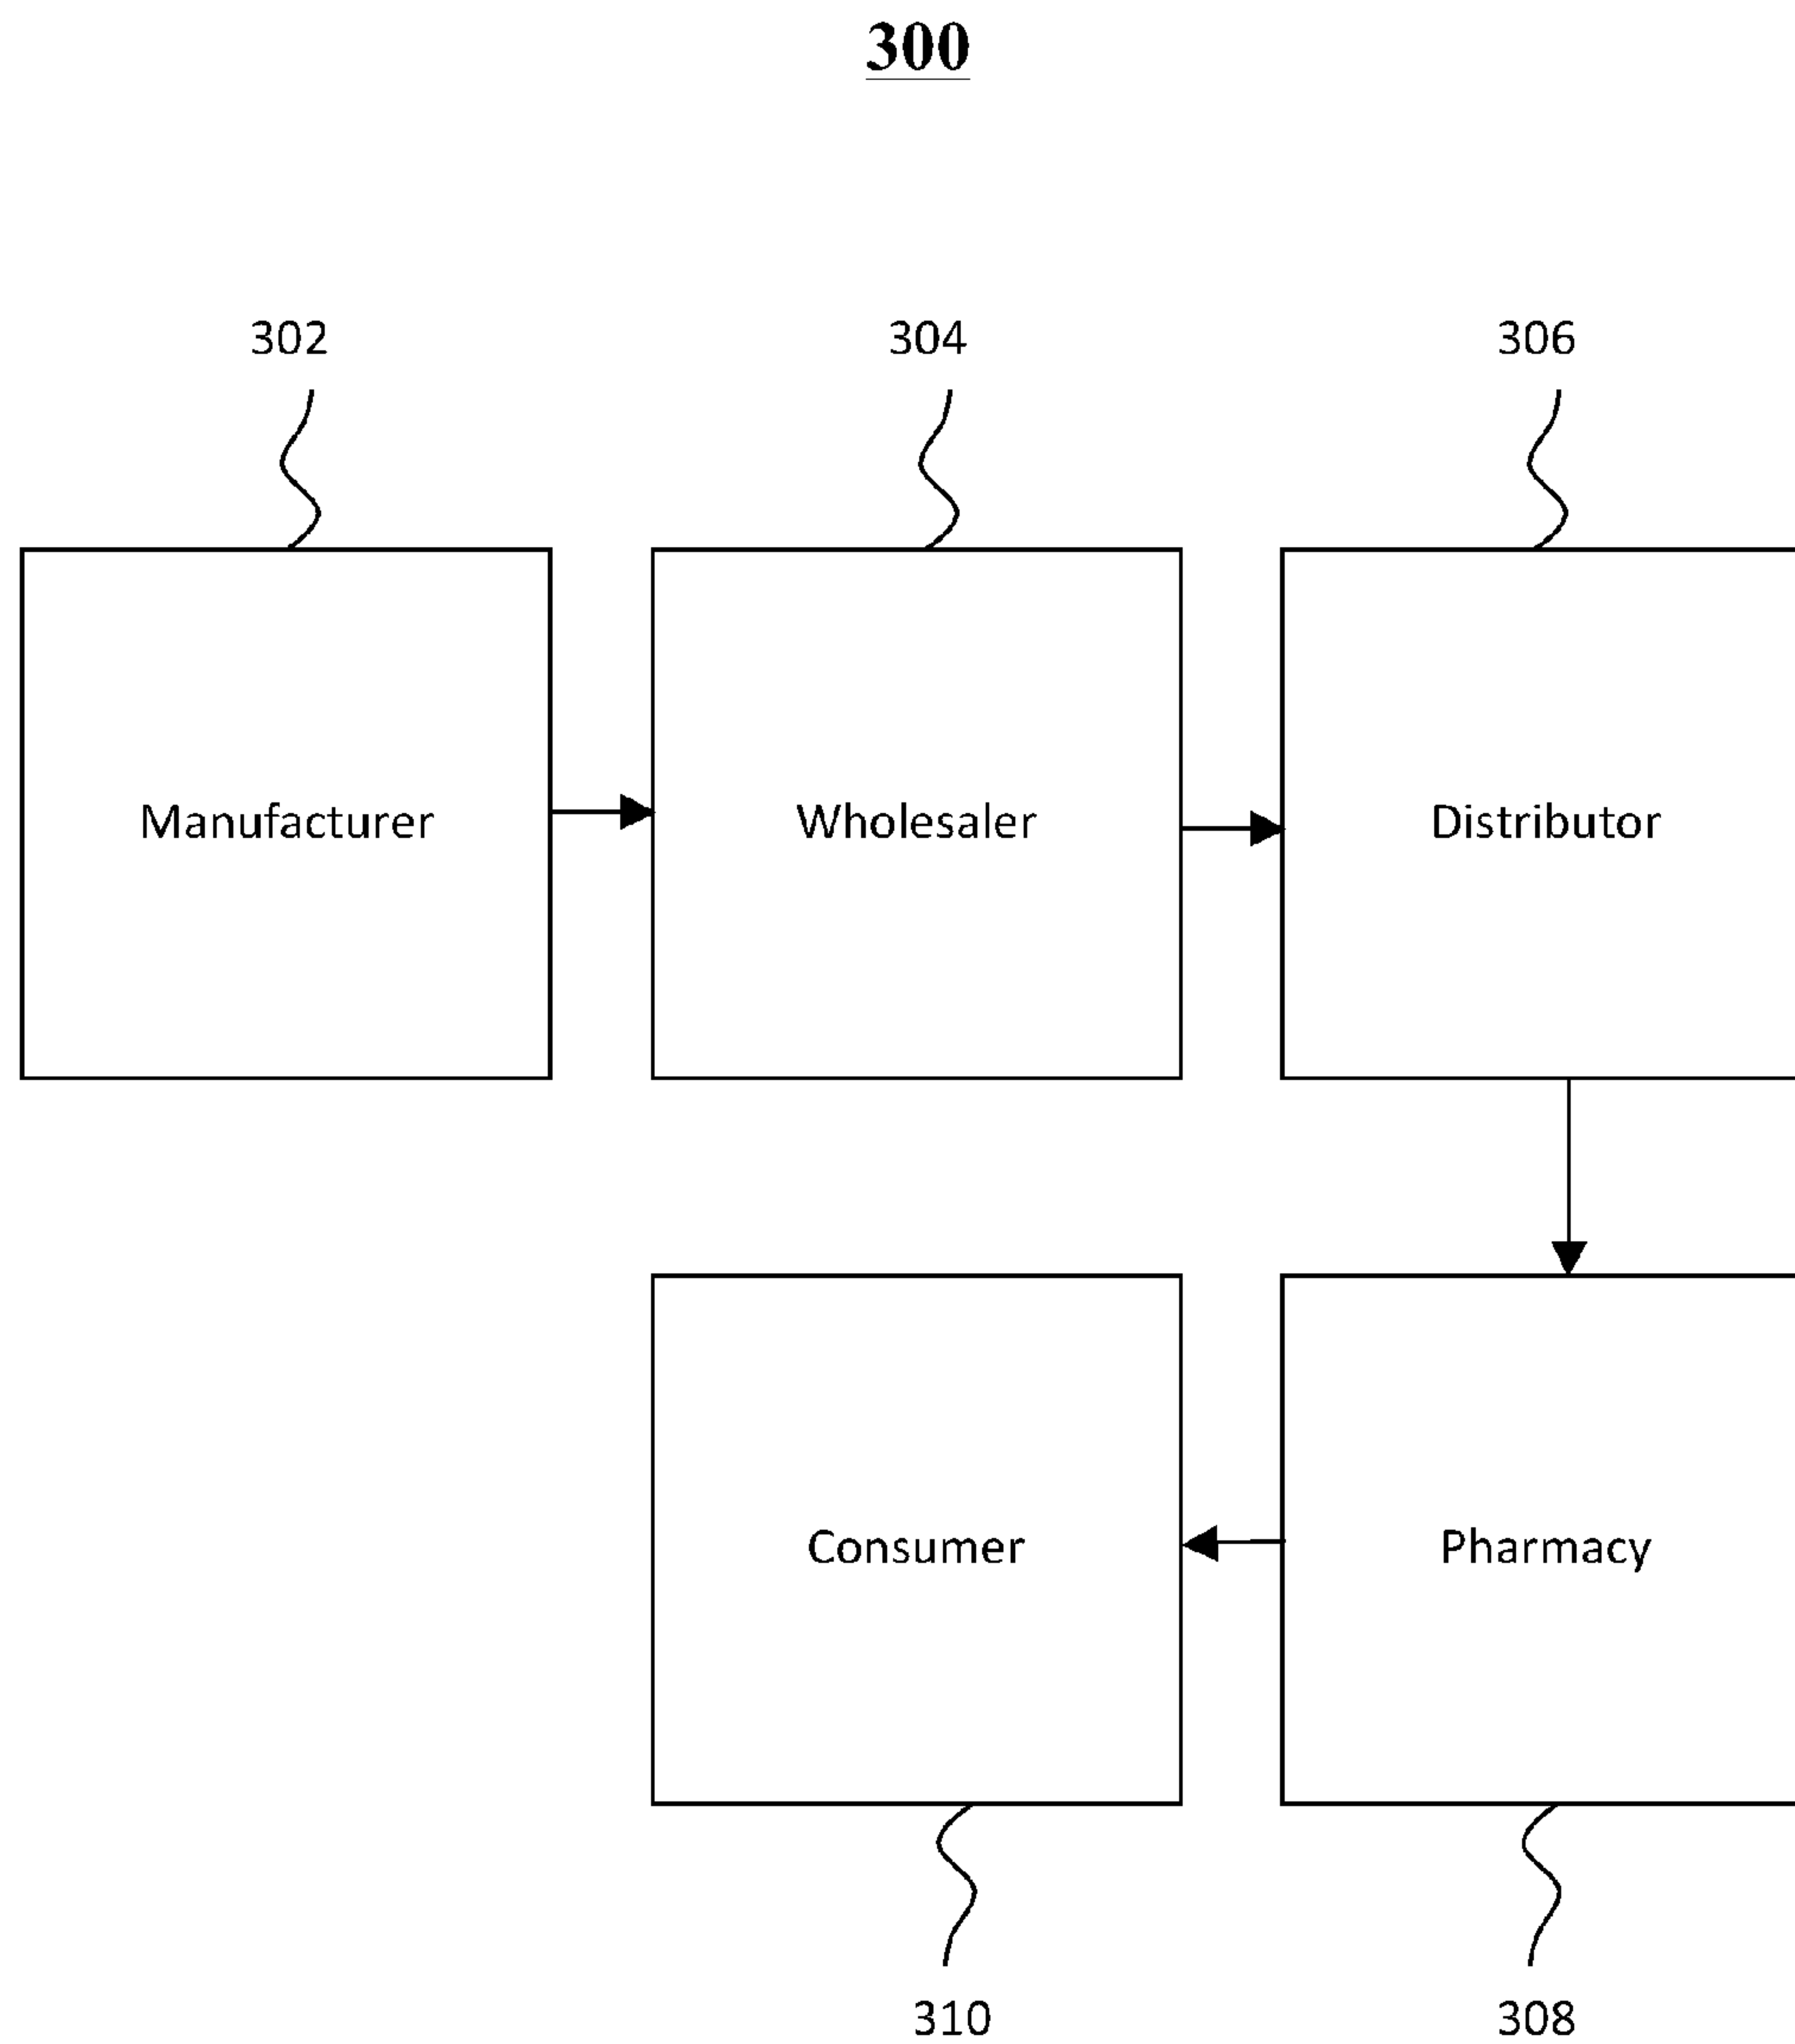 300
302 304 306
Manufacturer Wholesaler Distributor
Consumer Pharmacy
310 308